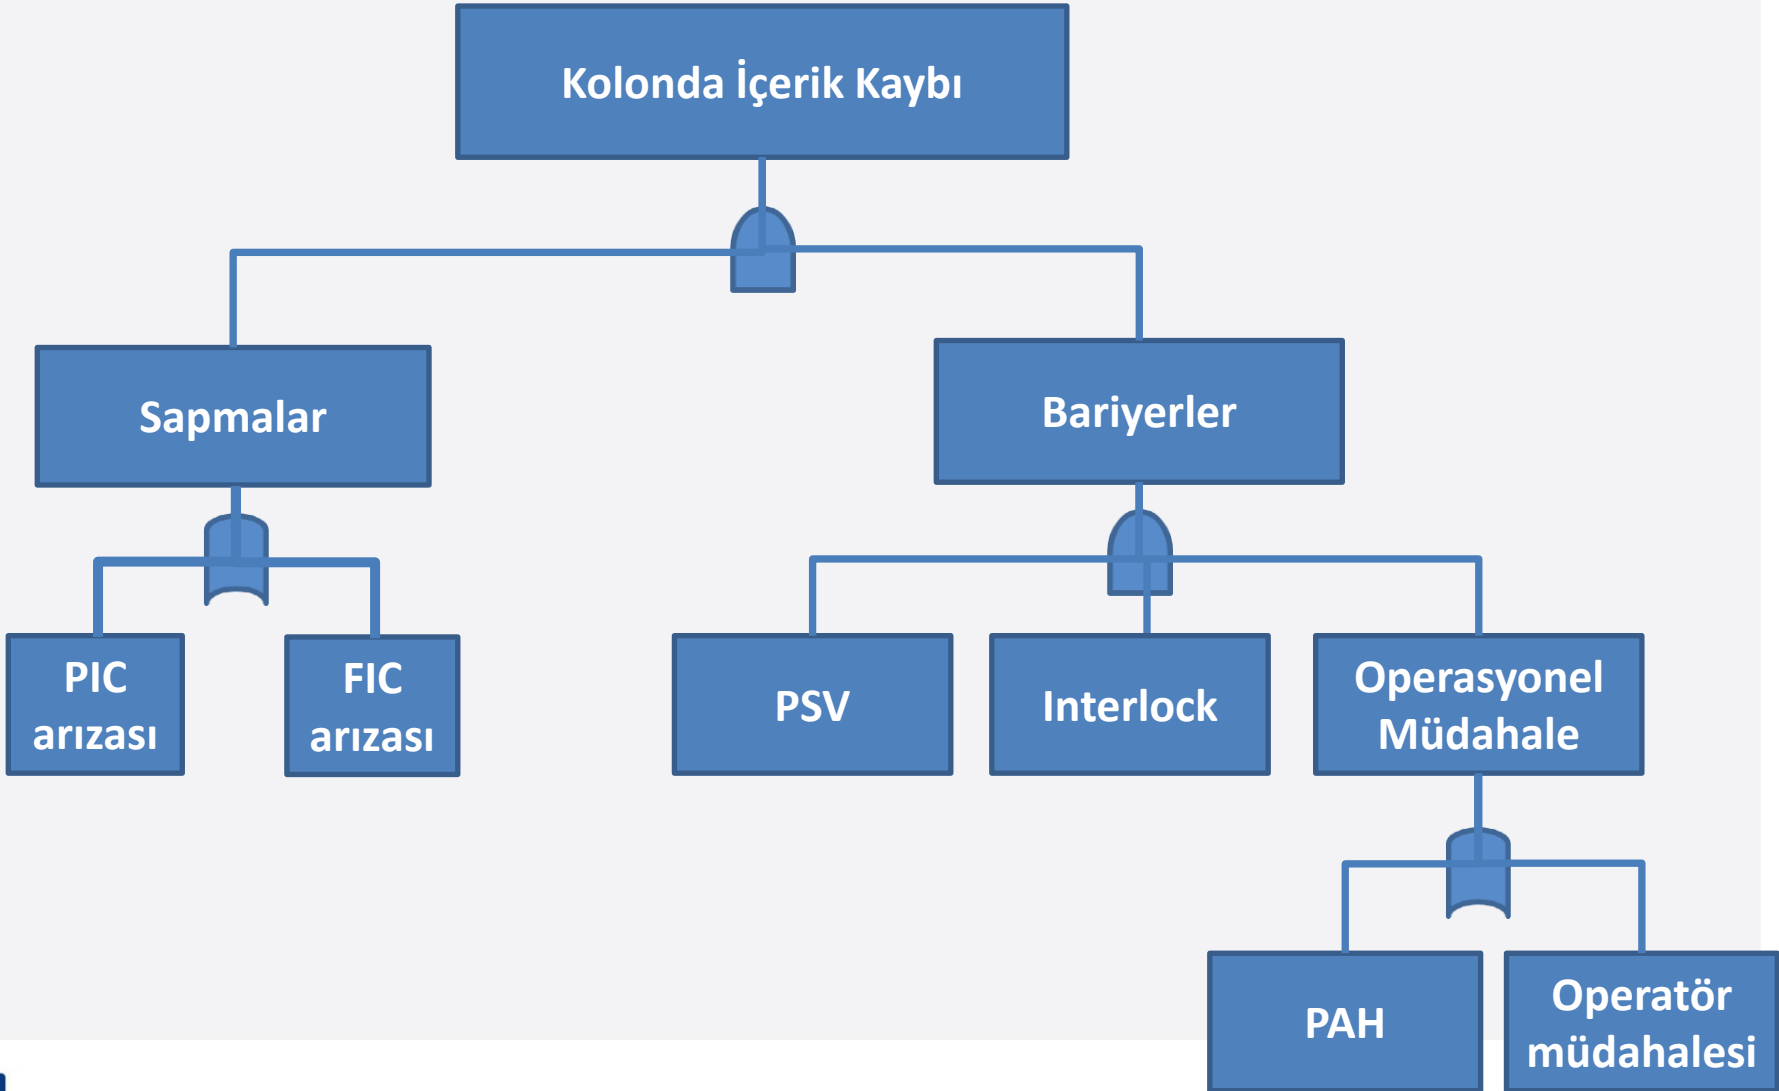 Kolonda İçerik Kaybı
Sapmalar
Bariyerler
PIC
arızası
FIC
arızası
PSV
Interlock
Operasyonel
Müdahale
PAH
Operatör
müdahalesi